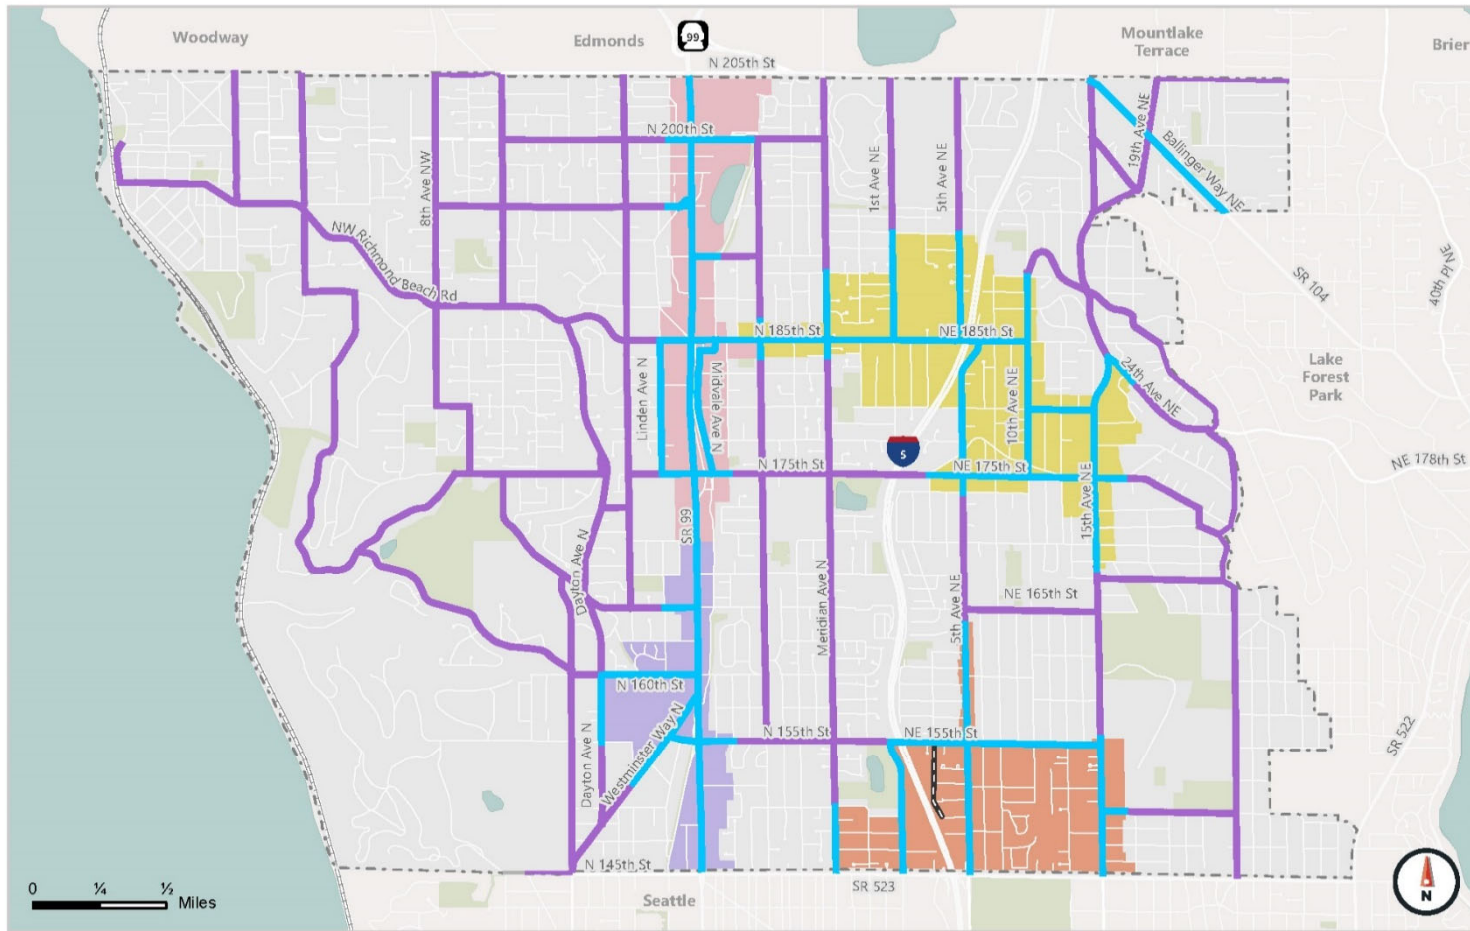 Woodway
Edmonds
99
Mountlake
Terrace
Brier
N 205th St
N 200th St
8th Ave NW
1st Ave NE
5th Ave NE
19th Ave NE
Ballinger Way NE
NW Richmond Beach Rd
SR 104
40th Pl NE
N 185th St
NE 185th St
Linden Ave N
Midvale Ave N
10th Ave NE
24th Ave NE
Lake
Forest
Park
5
N 175th St
NE 175th St
NE 178th St
15th Ave NE
SR 99
Dayton Ave N
Meridian Ave N
5th Ave NE
NE 165th St
N 160th St
Westminster Way N
Dayton Ave N
N 155th St
NE 155th St
SR 522
N 145th St
SR 523
Seattle
0 ¼ ½
Miles
N